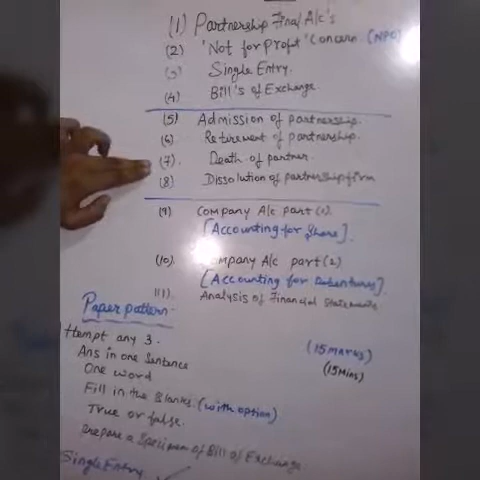 (1) Partnership Final A/c's
(2) 'Not for Profit' Concern (NPO)
(3) Single Entry.
(4) Bill's of Exchange
(5) Admission of partnership.
(6) Retirement of partnership.
(7). Death of partner
(8) Dissolution of partnership firm
(9) Company A/c part (1)
[Accounting for Share].
(10). Company A/c part (2)
[Accounting for Debentures]
(11). Analysis of Financial statements
Paper pattern-
Attempt any 3.
(15 marks)
Ans in one Sentence
(15 Mins)
One word
Fill in the Blanks. (with option)
True or false.
Prepare a Specimen of Bill of Exchange.
Single Entry